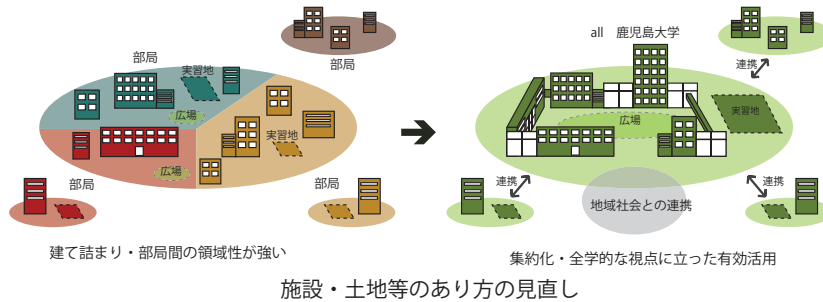 部局
実習地
広場
部局
実習地
広場
部局
部局
建て詰まり・部局間の領域性が強い
all　鹿児島大学
連携
実習地
広場
連携
連携
地域社会との連携
集約化・全学的な視点に立った有効活用
施設・土地等のあり方の見直し